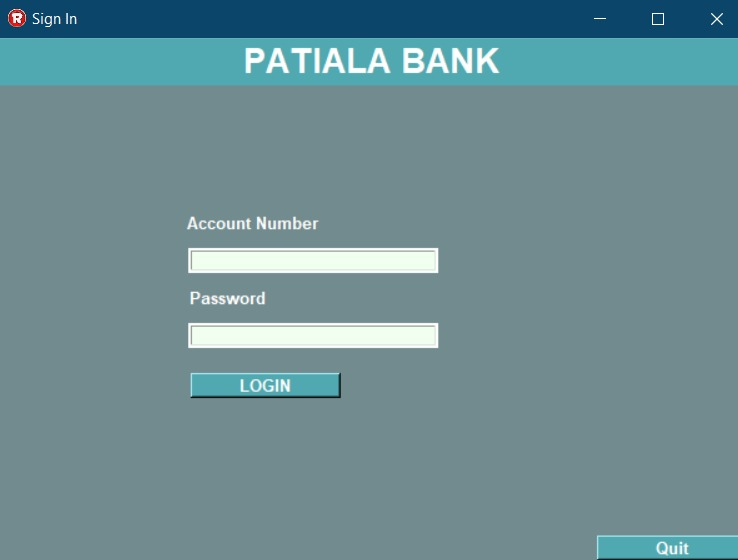 Sign In
PATIALA BANK
Account Number
Password
LOGIN
Quit